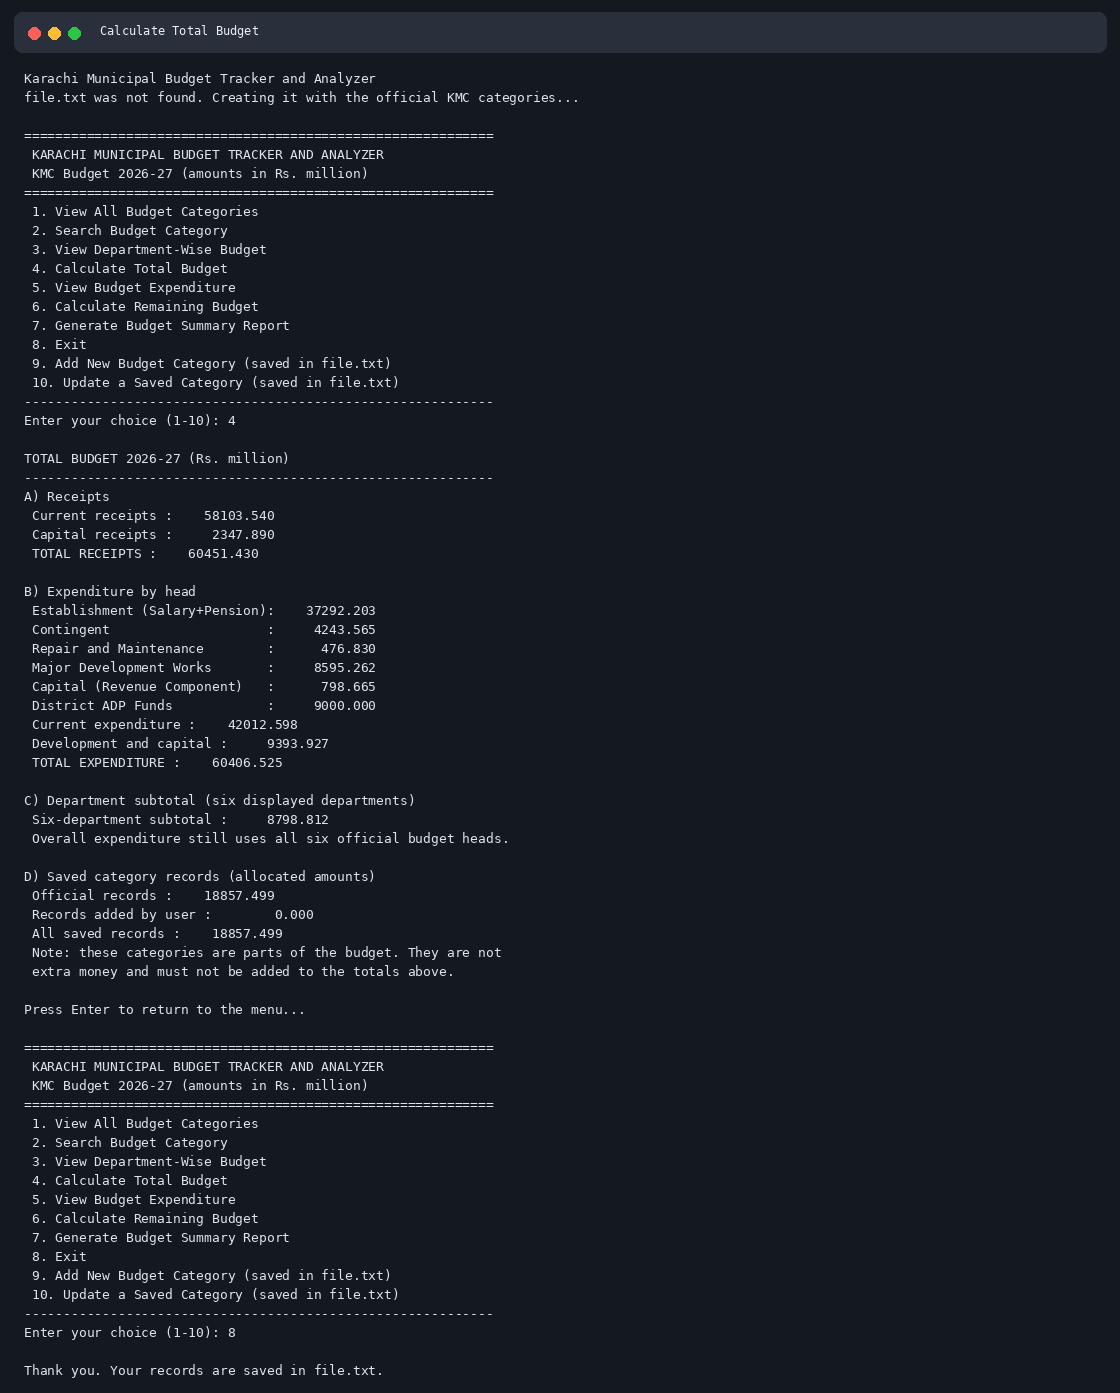 Calculate Total Budget
Karachi Municipal Budget Tracker and Analyzer
file.txt was not found. Creating it with the official KMC categories...
============================================================
KARACHI MUNICIPAL BUDGET TRACKER AND ANALYZER
KMC Budget 2026-27 (amounts in Rs. million)
============================================================
1. View All Budget Categories
2. Search Budget Category
3. View Department-Wise Budget
4. Calculate Total Budget
5. View Budget Expenditure
6. Calculate Remaining Budget
7. Generate Budget Summary Report
8. Exit
9. Add New Budget Category (saved in file.txt)
10. Update a Saved Category (saved in file.txt)
------------------------------------------------------------
Enter your choice (1-10): 4
TOTAL BUDGET 2026-27 (Rs. million)
------------------------------------------------------------
A) Receipts
Current receipts :    58103.540
Capital receipts :     2347.890
TOTAL RECEIPTS :    60451.430
B) Expenditure by head
Establishment (Salary+Pension):    37292.203
Contingent                    :     4243.565
Repair and Maintenance        :      476.830
Major Development Works       :     8595.262
Capital (Revenue Component)   :      798.665
District ADP Funds            :     9000.000
Current expenditure :    42012.598
Development and capital :     9393.927
TOTAL EXPENDITURE :    60406.525
C) Department subtotal (six displayed departments)
Six-department subtotal :     8798.812
Overall expenditure still uses all six official budget heads.
D) Saved category records (allocated amounts)
Official records :    18857.499
Records added by user :        0.000
All saved records :    18857.499
Note: these categories are parts of the budget. They are not
extra money and must not be added to the totals above.
Press Enter to return to the menu...
============================================================
KARACHI MUNICIPAL BUDGET TRACKER AND ANALYZER
KMC Budget 2026-27 (amounts in Rs. million)
============================================================
1. View All Budget Categories
2. Search Budget Category
3. View Department-Wise Budget
4. Calculate Total Budget
5. View Budget Expenditure
6. Calculate Remaining Budget
7. Generate Budget Summary Report
8. Exit
9. Add New Budget Category (saved in file.txt)
10. Update a Saved Category (saved in file.txt)
------------------------------------------------------------
Enter your choice (1-10): 8
Thank you. Your records are saved in file.txt.